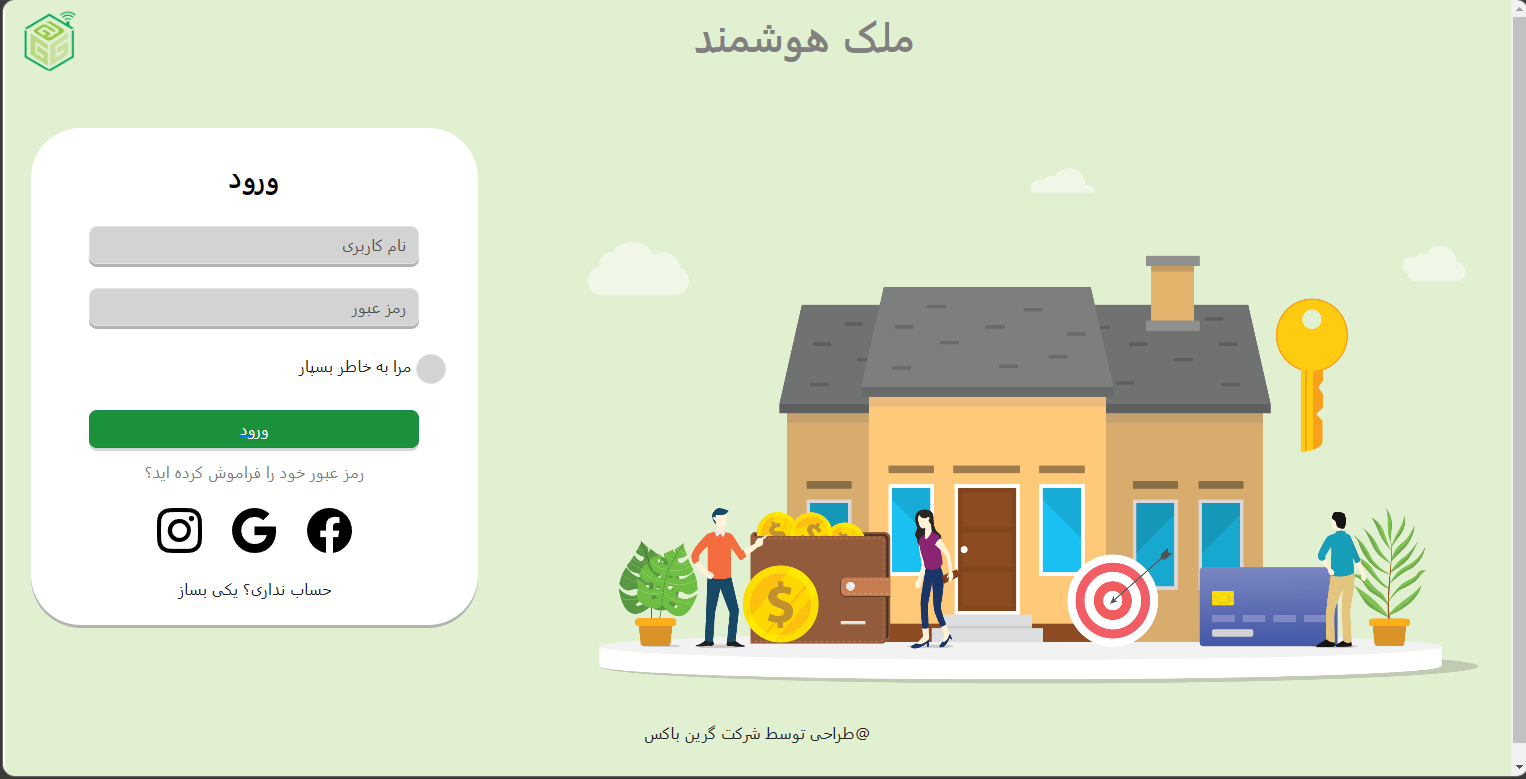 ملک هوشمند
ورود
نام کاربری
رمز عبور
مرا به خاطر بسپار
ورود
رمز عبور خود را فراموش کرده اید؟
حساب نداری؟ یکی بساز
@طراحی توسط شرکت گرین باکس